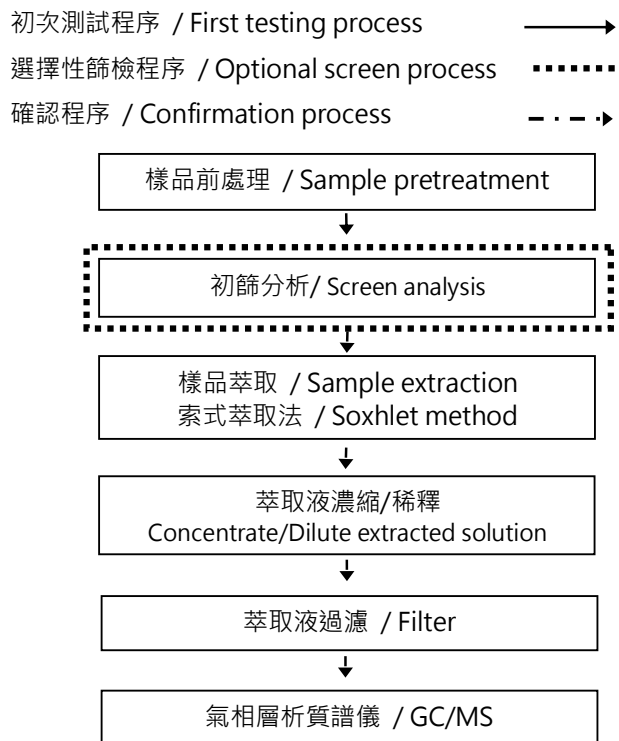 初次測試程序 / First testing process
選擇性篩檢程序 / Optional screen process
確認程序 / Confirmation process
樣品前處理 / Sample pretreatment
初篩分析/ Screen analysis
樣品萃取 / Sample extraction
索式萃取法 / Soxhlet method
萃取液濃縮/稀釋
Concentrate/Dilute extracted solution
萃取液過濾 / Filter
氣相層析質譜儀 / GC/MS